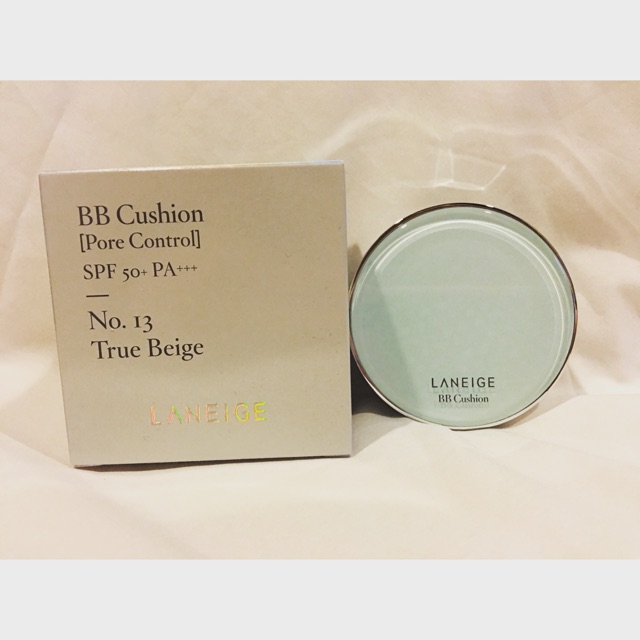 BB Cushion
[Pore Control]
SPF 50+ PA+++
No. 13
True Beige
LANEIGE
LANEIGE
BB Cushion